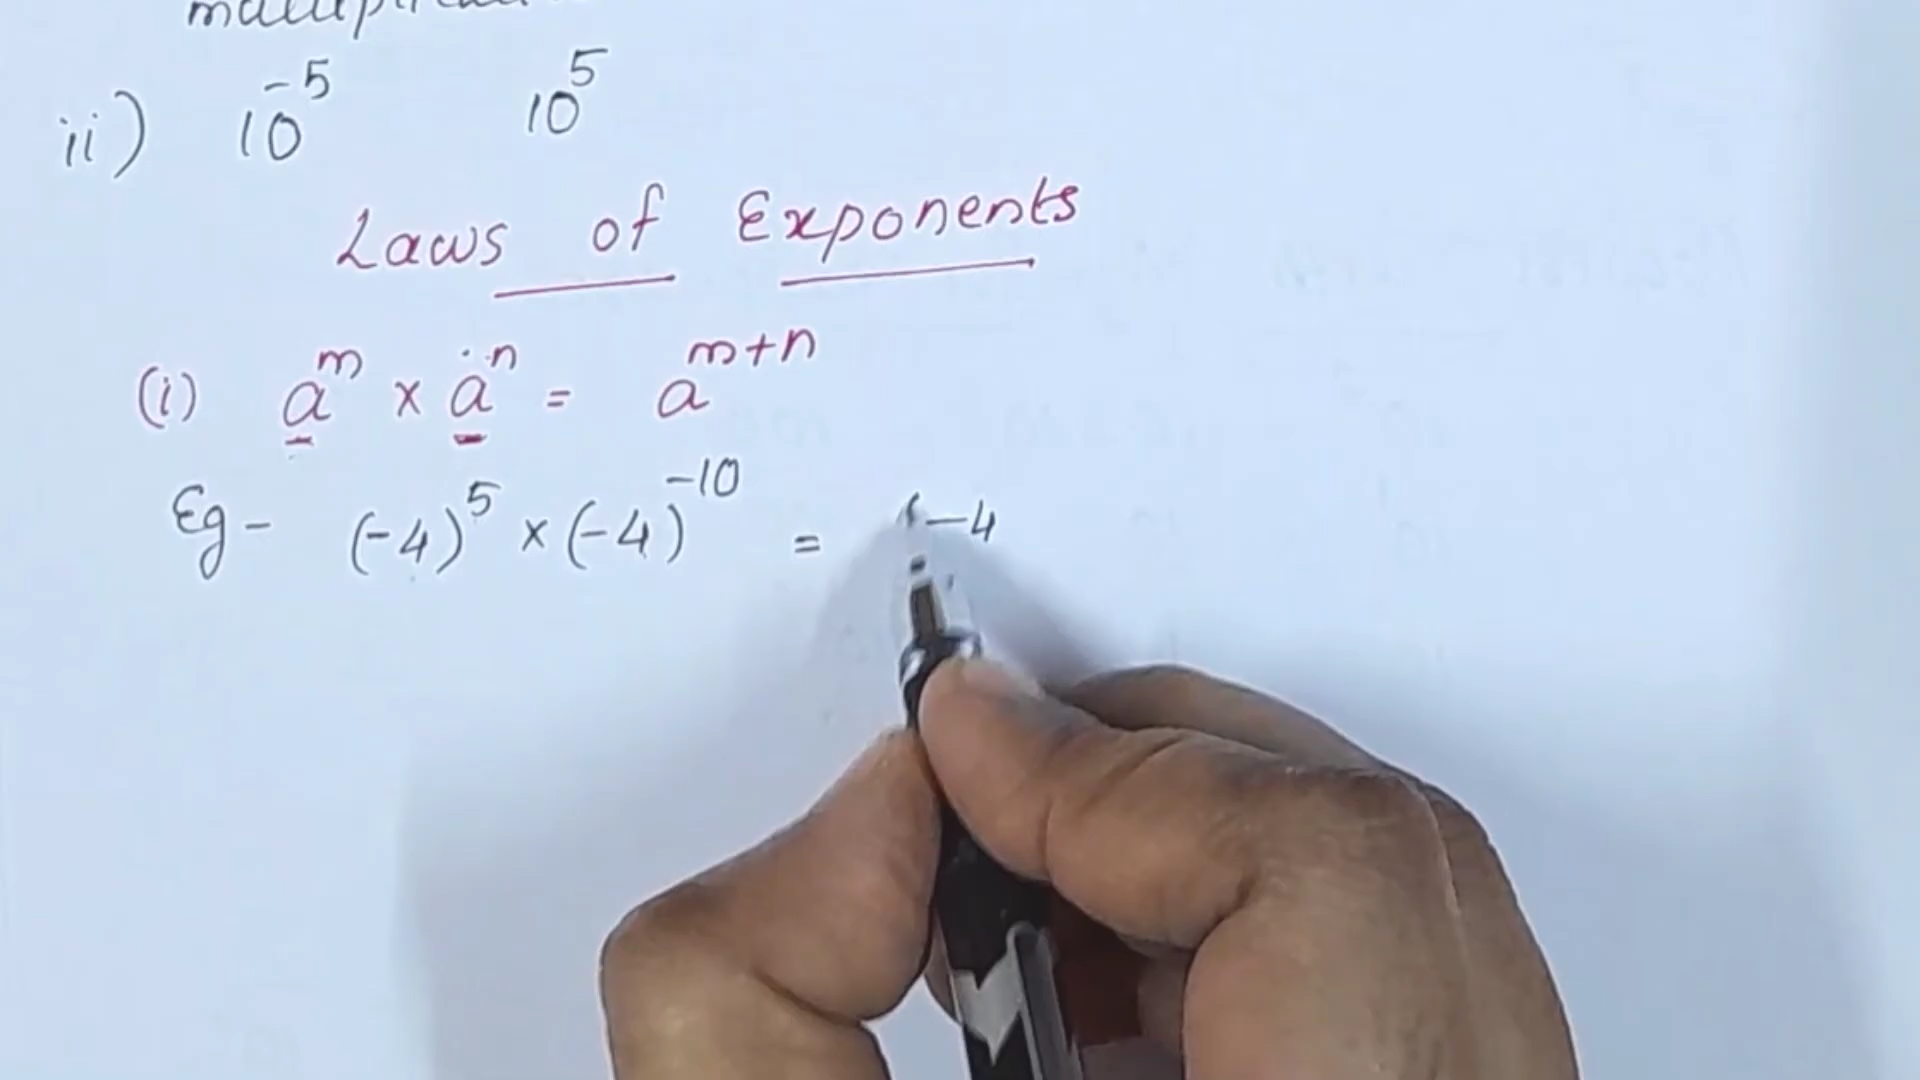 ii) 10^-5 10^5
Laws of Exponents
(i) a^m × a^n = a^m+n
Eg - (-4)^5 × (-4)^-10 = (-4